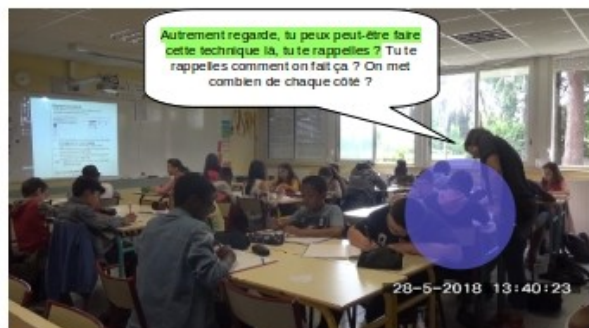 Autrement regarde, tu peux peut-être faire
cette technique là, tu te rappelles ? Tu te
rappelles comment on fait ça ? On met
combien de chaque côté ?
28-5-2018 13:40:23